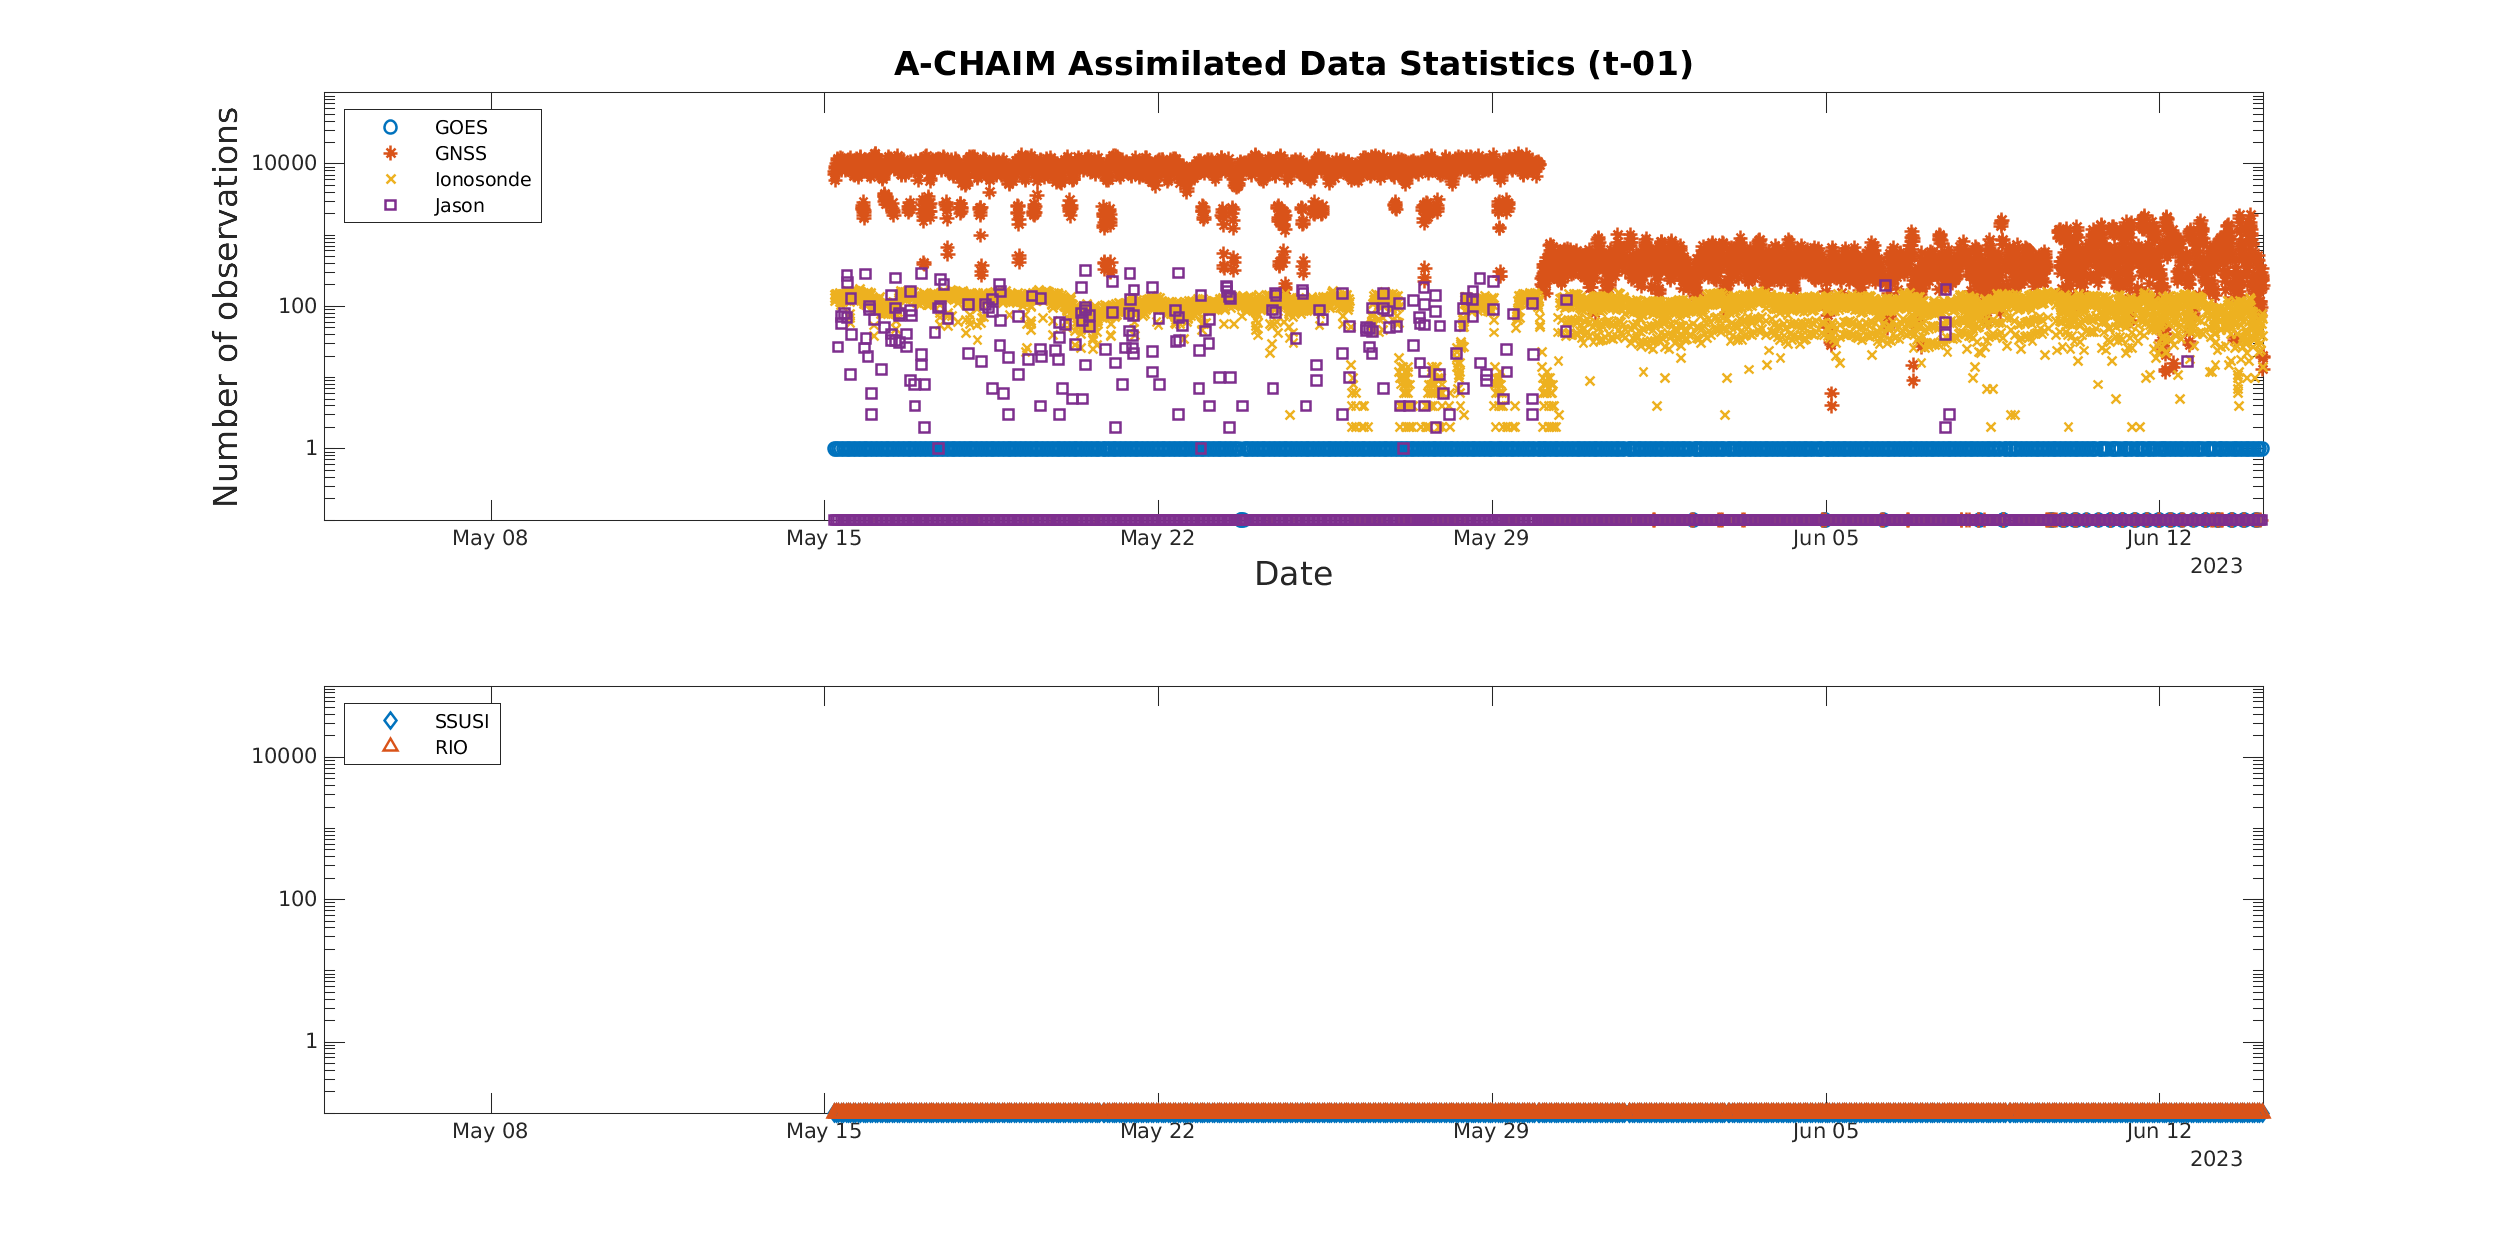 A-CHAIM Assimilated Data Statistics (t-01)
Number of observations
GOES
GNSS
Ionosonde
Jason
10000
100
1
May 08 May 15 May 22 May 29 Jun 05 Jun 12
2023
Date
SSUSI
RIO
10000
100
1
May 08 May 15 May 22 May 29 Jun 05 Jun 12
2023